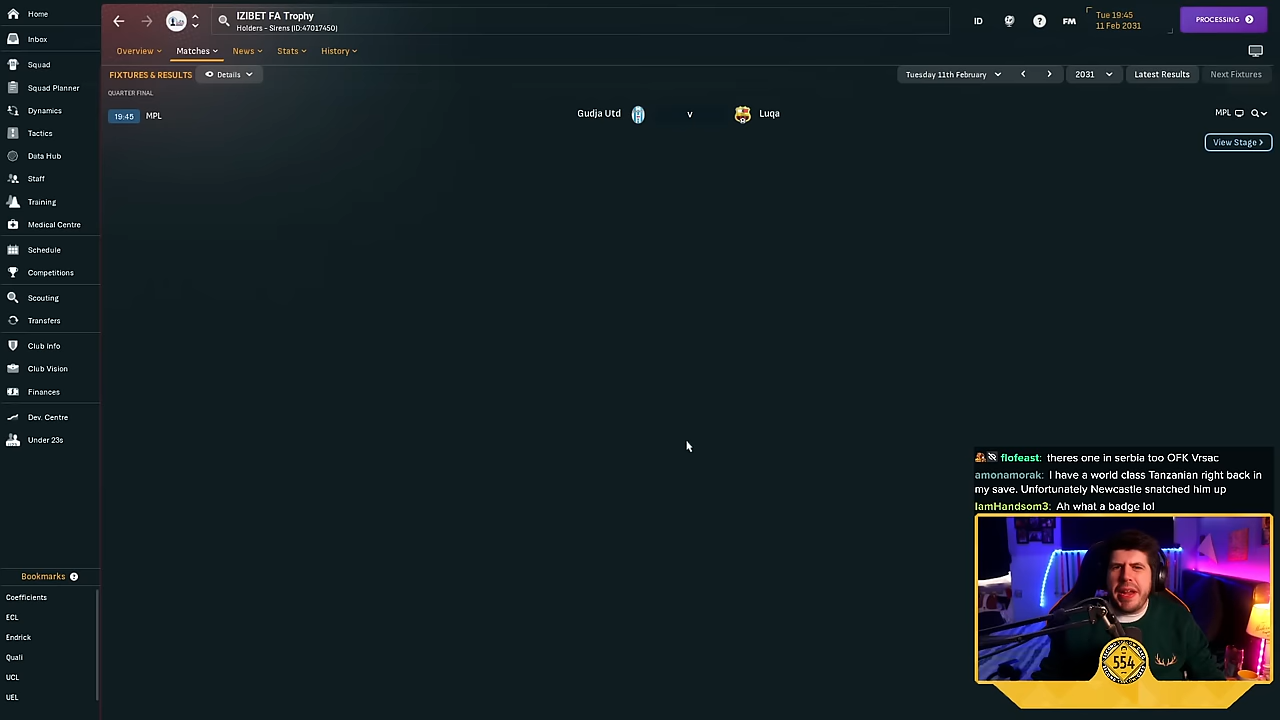 Home
IZIBET FA Trophy
Holders - Sirens (ID:47017450)
ID
FM
Tue 19:45
11 Feb 2031
PROCESSING
Inbox
Overview
Matches
News
Stats
History
Squad
Squad Planner
Dynamics
Tactics
Data Hub
Staff
Training
Medical Centre
Schedule
Competitions
Scouting
Transfers
Club Info
Club Vision
Finances
Dev. Centre
Under 23s
FIXTURES & RESULTS
Details
Tuesday 11th February
2031
Latest Results
Next Fixtures
QUARTER FINAL
19:45 MPL Gudja Utd v Luqa MPL
View Stage >
Bookmarks
Coefficients
ECL
Endrick
Quali
UCL
UEL
flofeast: theres one in serbia too OFK Vrsac
amonamorak: I have a world class Tanzanian right back in
my save. Unfortunately Newcastle snatched him up
IamHandsom3: Ah what a badge lol
554